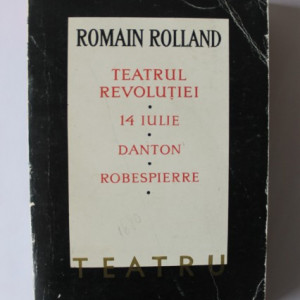 ROMAIN ROLLAND
TEATRUL
REVOLUȚIEI
•
14 IULIE
•
DANTON
•
ROBESPIERRE
•
TEATRU